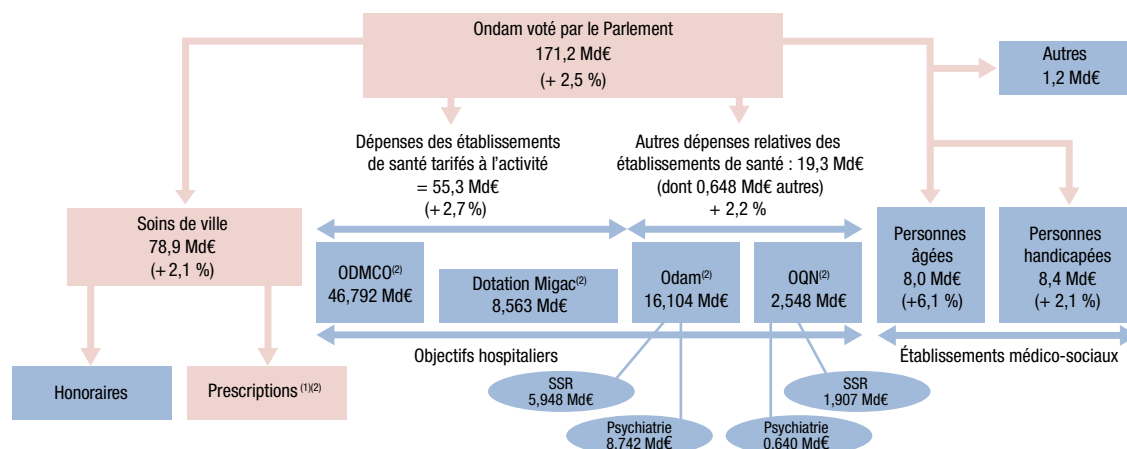 Ondam voté par le Parlement
171,2 Md€
(+ 2,5 %)
Autres
1,2 Md€
Dépenses des établissements
de santé tarifés à l'activité
= 55,3 Md€
(+ 2,7 %)
Autres dépenses relatives des
établissements de santé : 19,3 Md€
(dont 0,648 Md€ autres)
+ 2,2 %
Soins de ville
78,9 Md€
(+ 2,1 %)
ODMCO(2)
46,792 Md€
Dotation Migac(2)
8,563 Md€
Odam(2)
16,104 Md€
OQN(2)
2,548 Md€
Personnes
âgées
8,0 Md€
(+6,1 %)
Personnes
handicapées
8,4 Md€
(+ 2,1 %)
Objectifs hospitaliers
Établissements médico-sociaux
Honoraires
Prescriptions (1)(2)
SSR
5,948 Md€
SSR
1,907 Md€
Psychiatrie
8,742 Md€
Psychiatrie
0,640 Md€